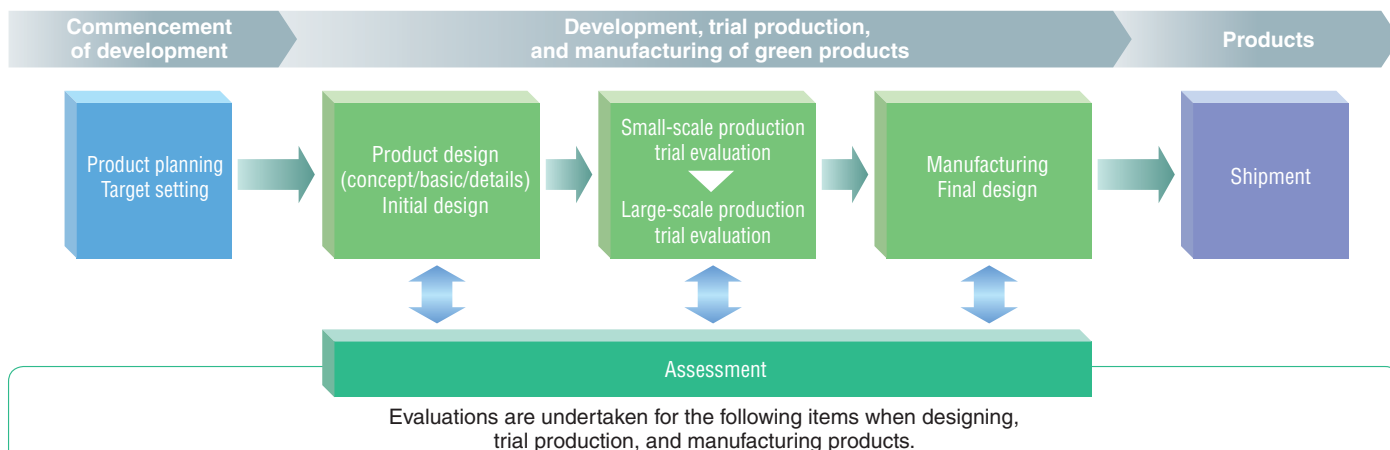 Commencement
of development
Development, trial production,
and manufacturing of green products
Products
Product planning
Target setting
Product design
(concept/basic/details)
Initial design
Small-scale production
trial evaluation
Large-scale production
trial evaluation
Manufacturing
Final design
Shipment
Assessment
Evaluations are undertaken for the following items when designing,
trial production, and manufacturing products.